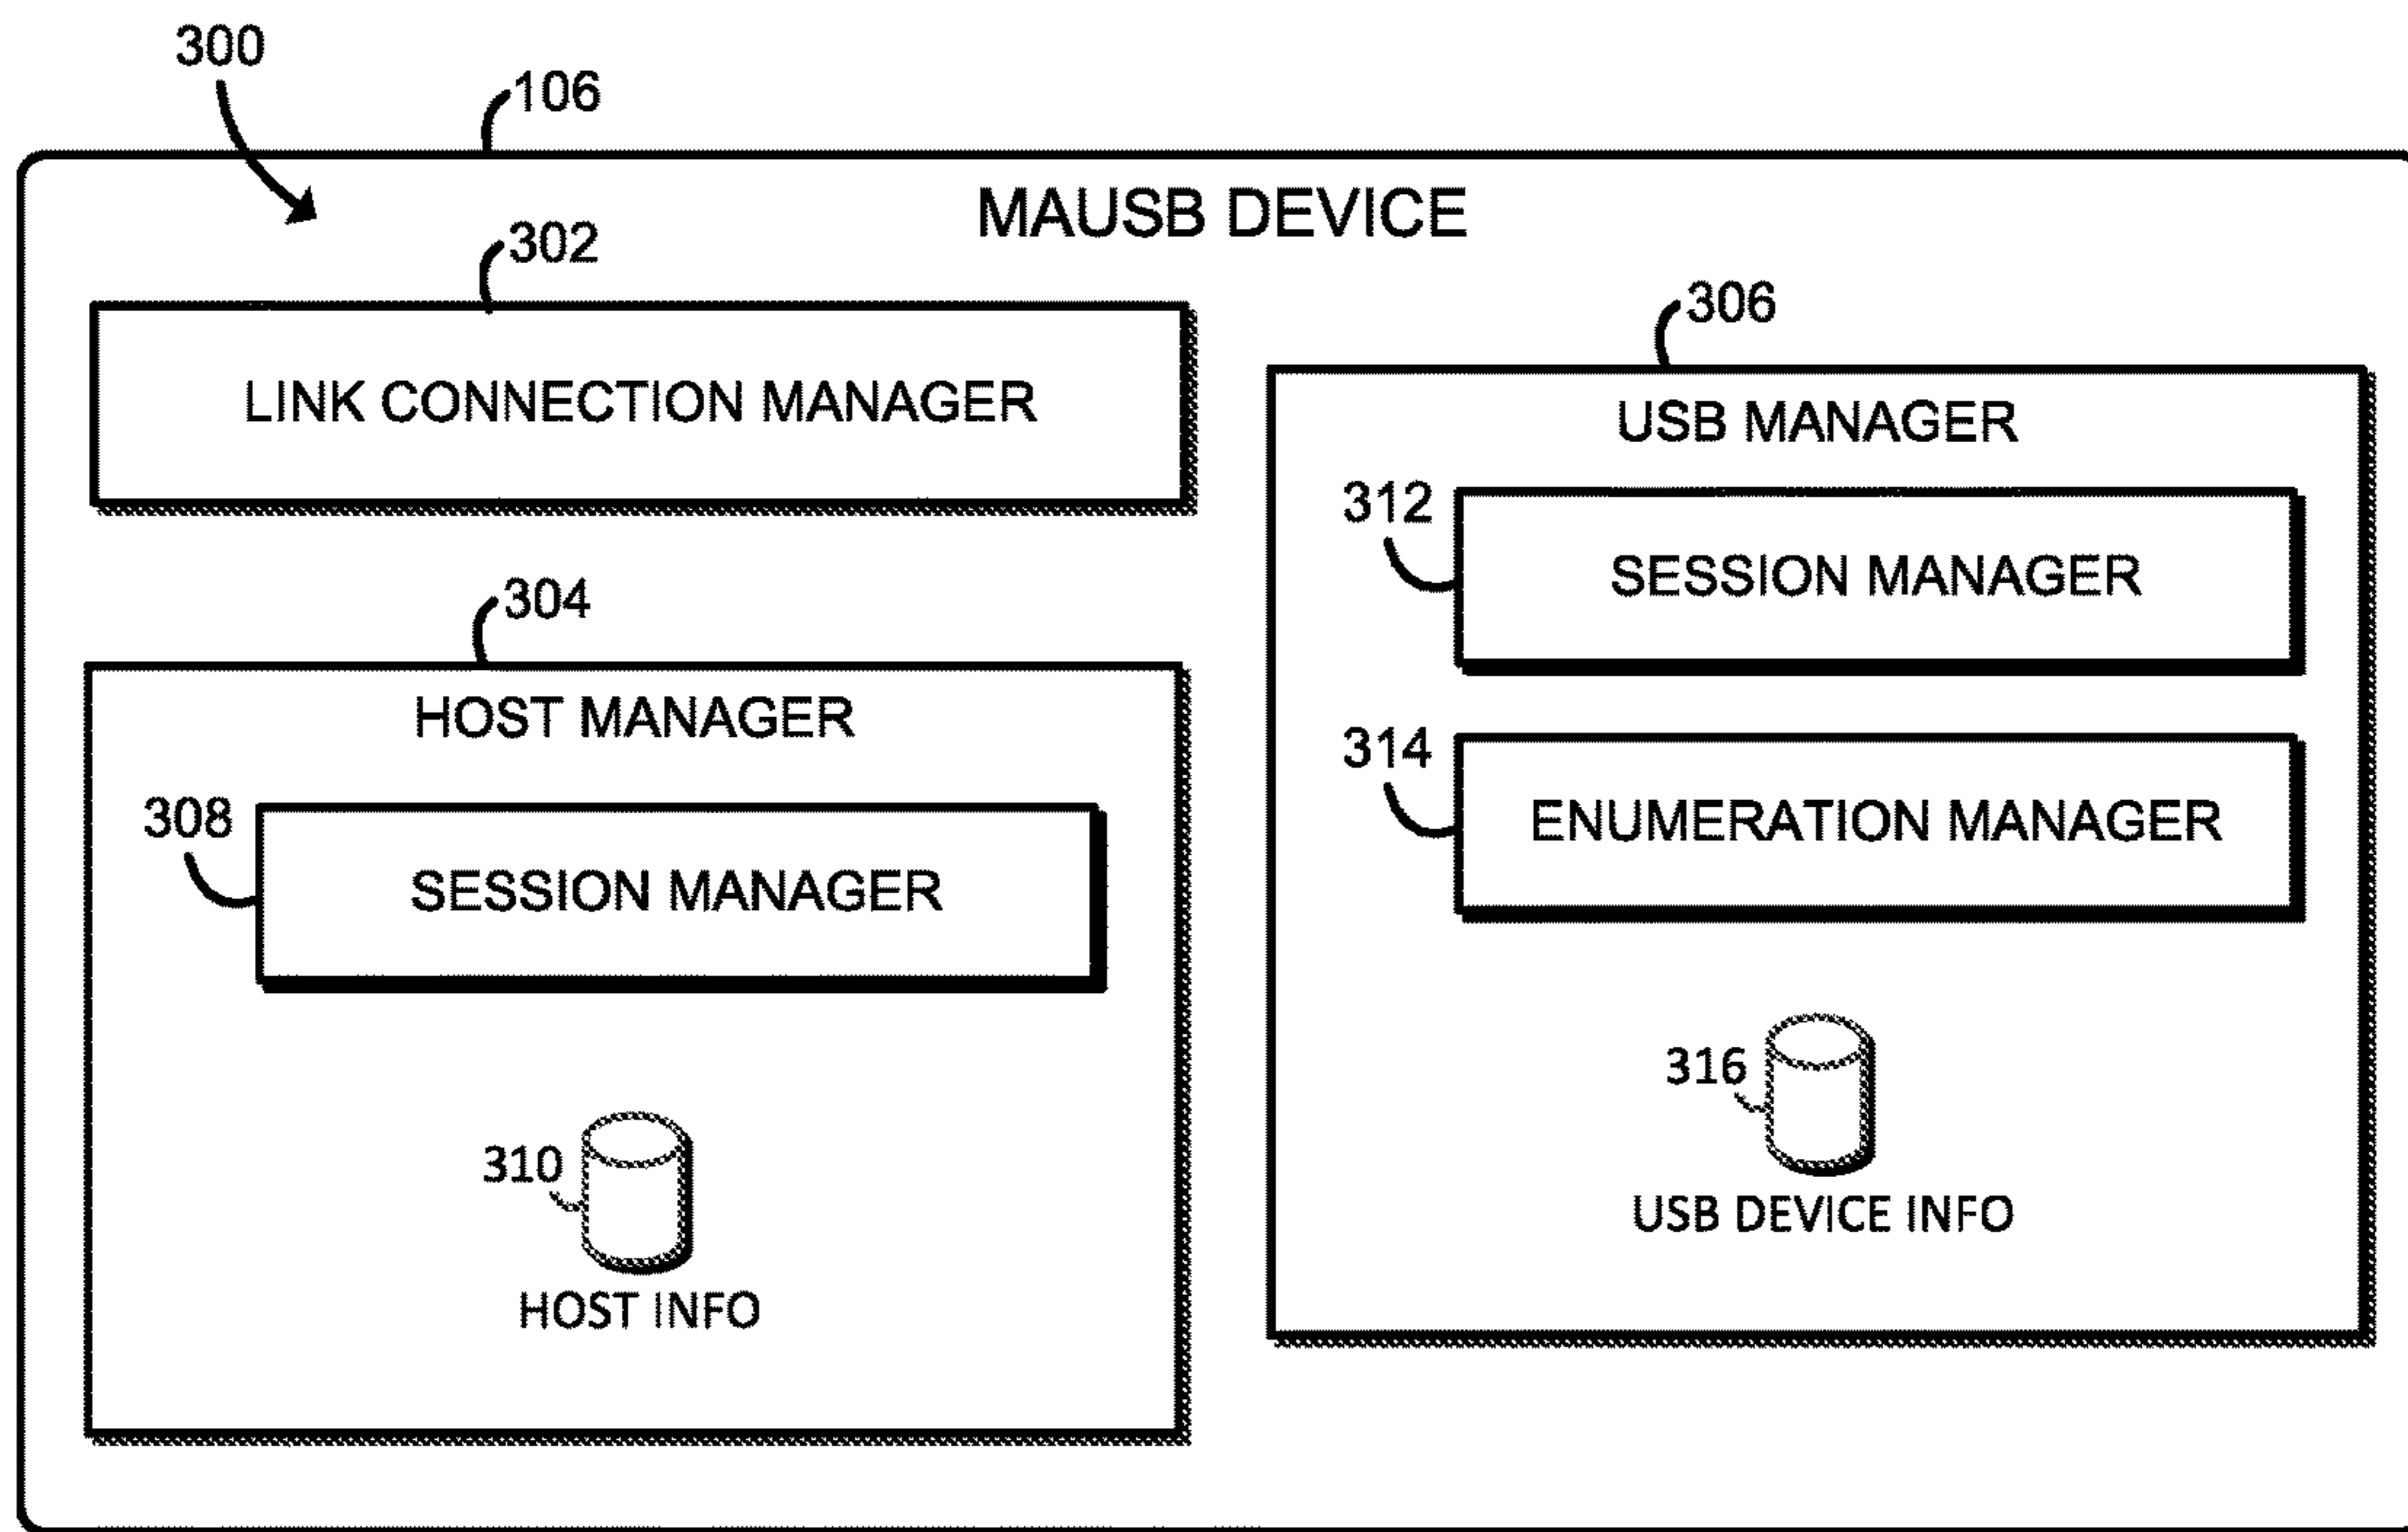 300
106
MAUSB DEVICE
302
LINK CONNECTION MANAGER
304
HOST MANAGER
308
SESSION MANAGER
310
HOST INFO
306
USB MANAGER
312
SESSION MANAGER
314
ENUMERATION MANAGER
316
USB DEVICE INFO